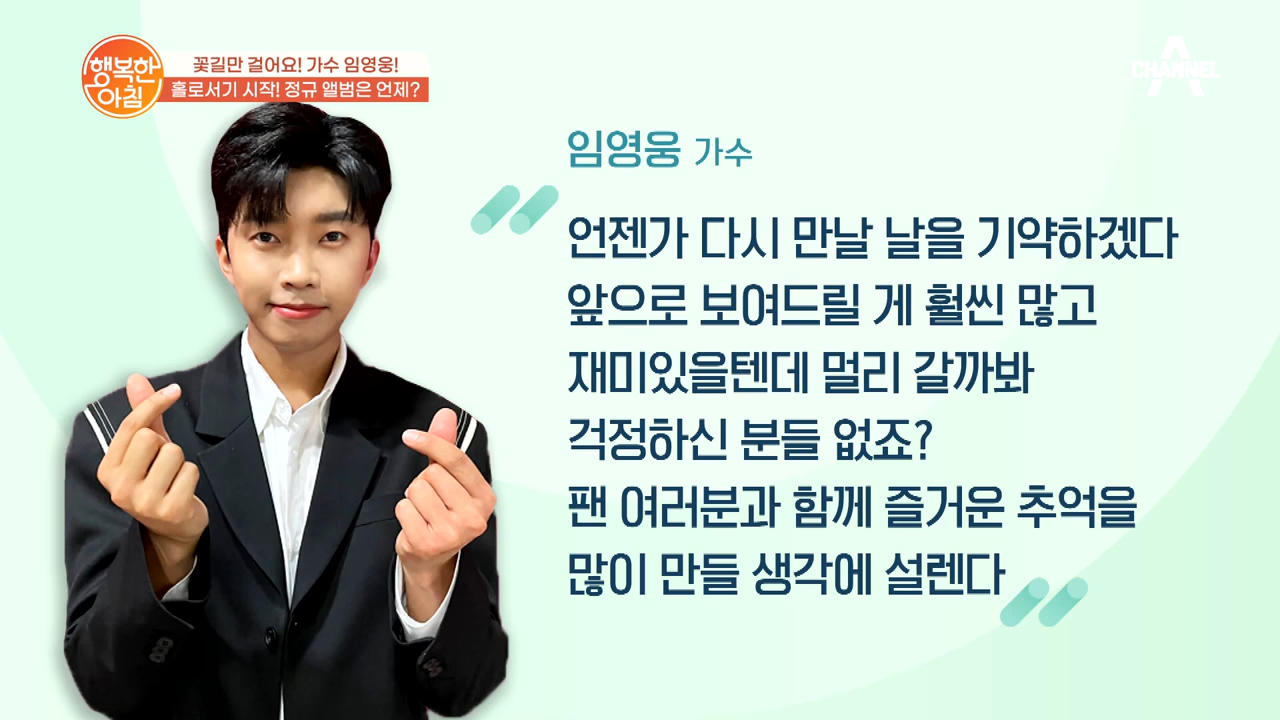 행복한
아침
꽃길만 걸어요! 가수 임영웅!
홀로서기 시작! 정규 앨범은 언제?
CHANNEL A
임영웅 가수
언젠가 다시 만날 날을 기약하겠다
앞으로 보여드릴 게 훨씬 많고
재미있을텐데 멀리 갈까봐
걱정하신 분들 없죠?
팬 여러분과 함께 즐거운 추억을
많이 만들 생각에 설렌다